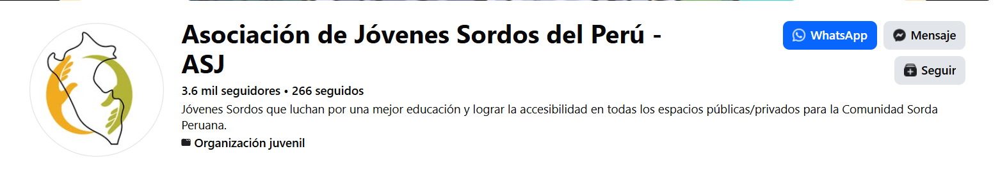 Asociación de Jóvenes Sordos del Perú -
ASJ
3.6 mil seguidores • 266 seguidos
Jóvenes Sordos que luchan por una mejor educación y lograr la accesibilidad en todas los espacios públicas/privados para la Comunidad Sorda
Peruana.
Organización juvenil
WhatsApp
Mensaje
Seguir